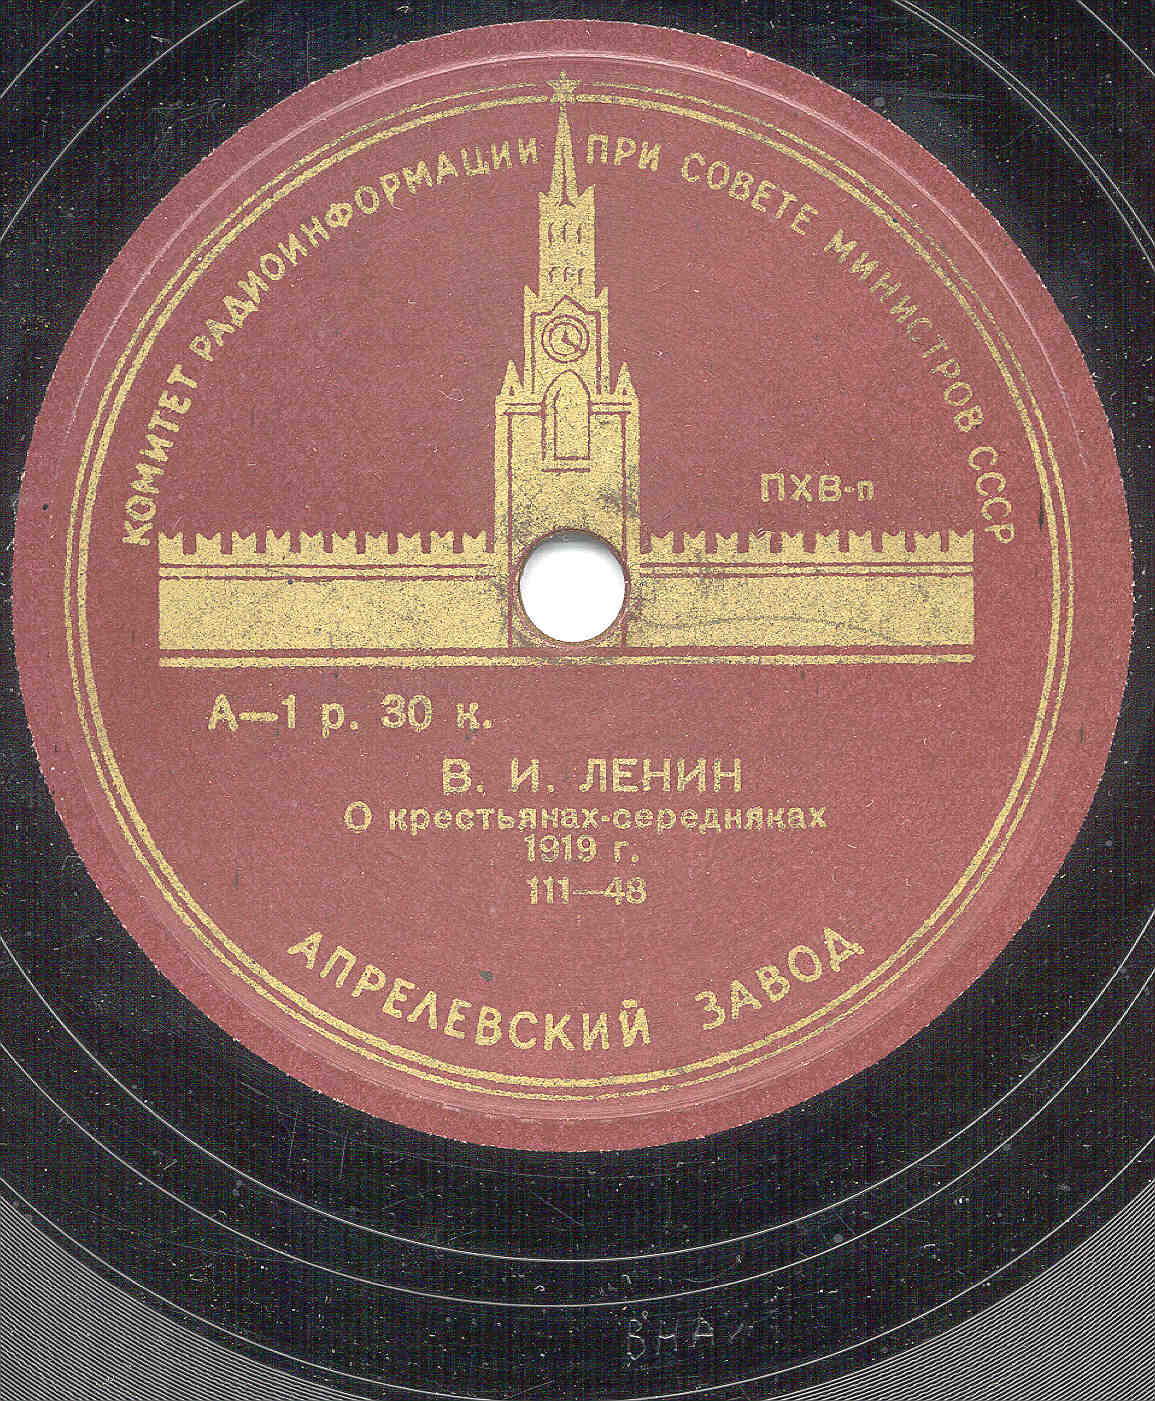 КОМИТЕТ РАДИОИНФОРМАЦИИ ПРИ СОВЕТЕ МИНИСТРОВ СССР
ПХВ-п
А—1 р. 30 к.
В. И. ЛЕНИН
О крестьянах-середняках
1919 г.
111—48
АПРЕЛЕВСКИЙ ЗАВОД